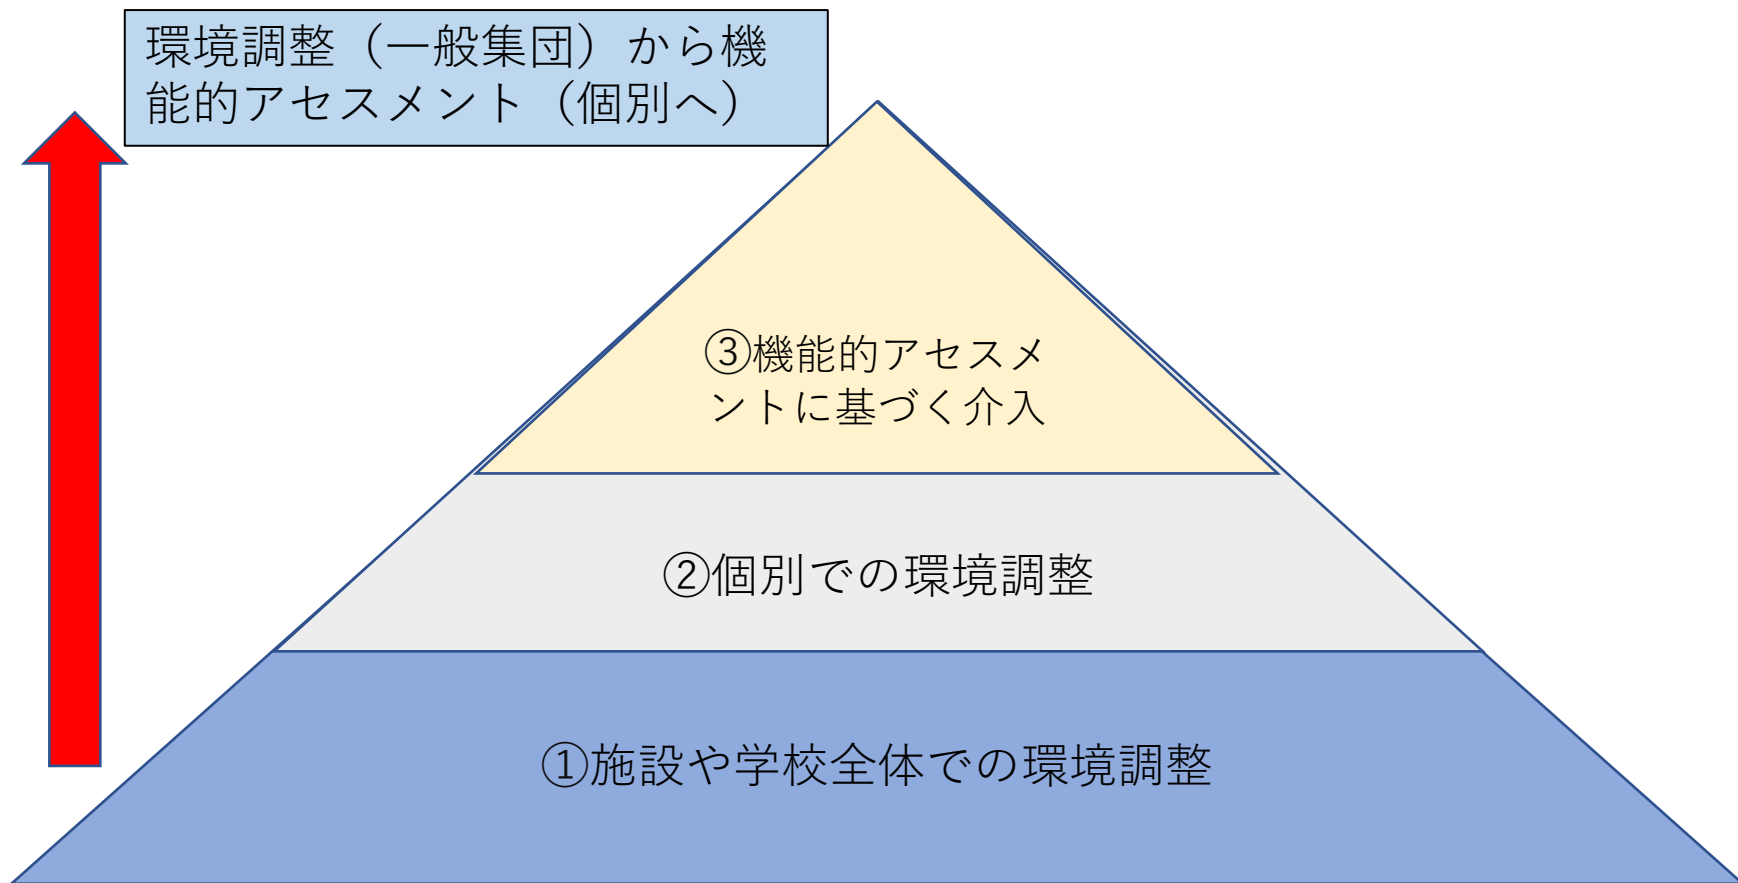 環境調整（一般集団）から機
能的アセスメント（個別へ）
③機能的アセスメ
ントに基づく介入
②個別での環境調整
①施設や学校全体での環境調整